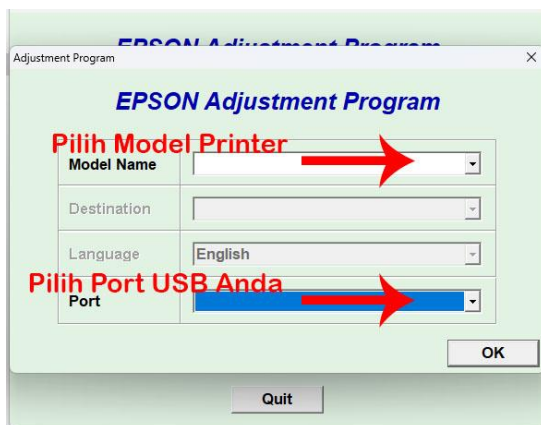 EPSON Adjustment Program
Adjustment Program
EPSON Adjustment Program
Pilih Model Printer
Model Name
Destination
Language English
Pilih Port USB Anda
Port
OK
Quit